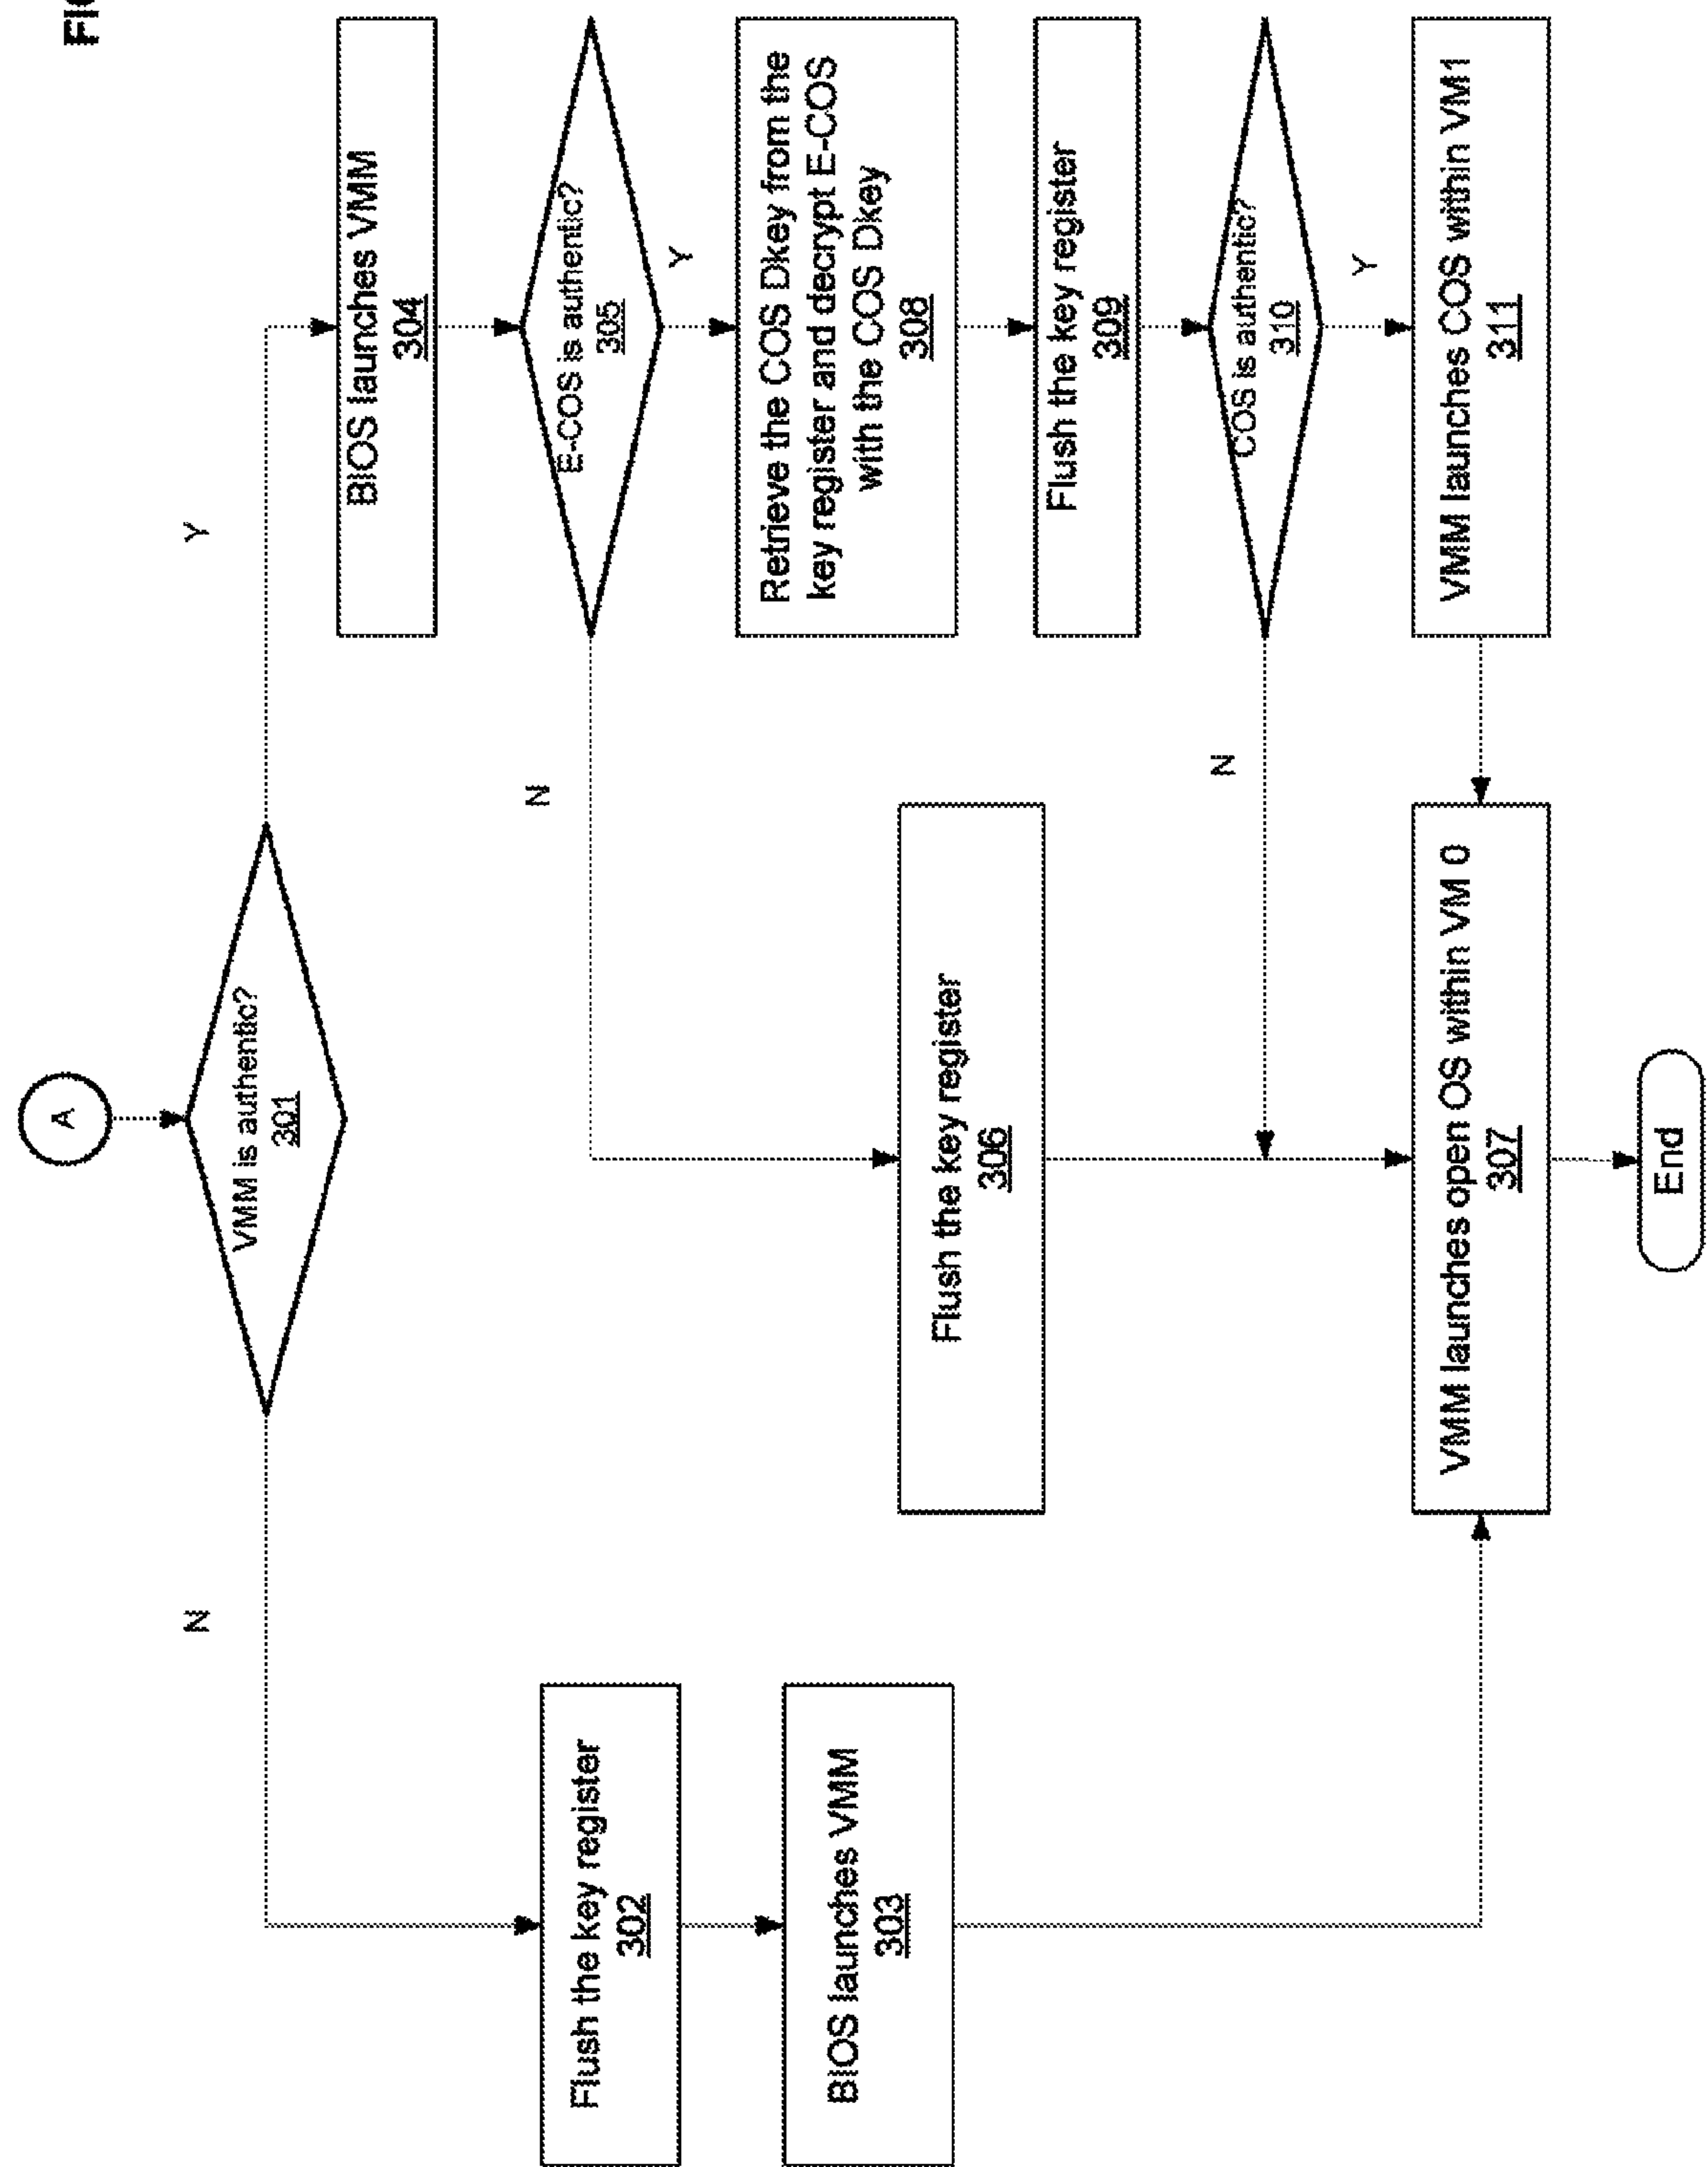 A
VMM is authentic?
301
N
Y
Flush the key register
302
BIOS launches VMM
303
BIOS launches VMM
304
E-COS is authentic?
305
N
Y
Flush the key register
306
Retrieve the COS Dkey from the
key register and decrypt E-COS
with the COS Dkey
308
Flush the key register
309
COS is authentic?
310
N
Y
VMM launches open OS within VM 0
307
VMM launches COS within VM1
311
End